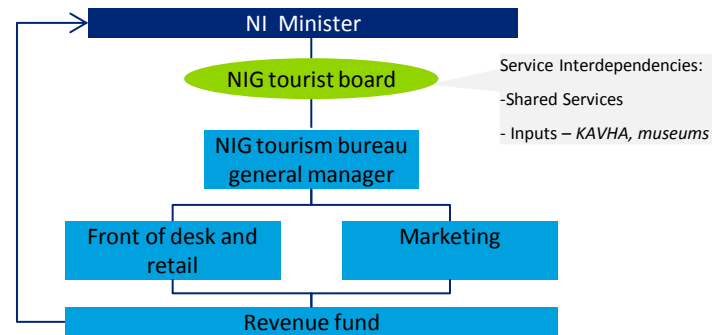 NI  Minister
NIG tourist board
Service Interdependencies:
-Shared Services
- Inputs – KAVHA, museums
NIG tourism bureau
general manager
Front of desk and
retail
Marketing
Revenue fund